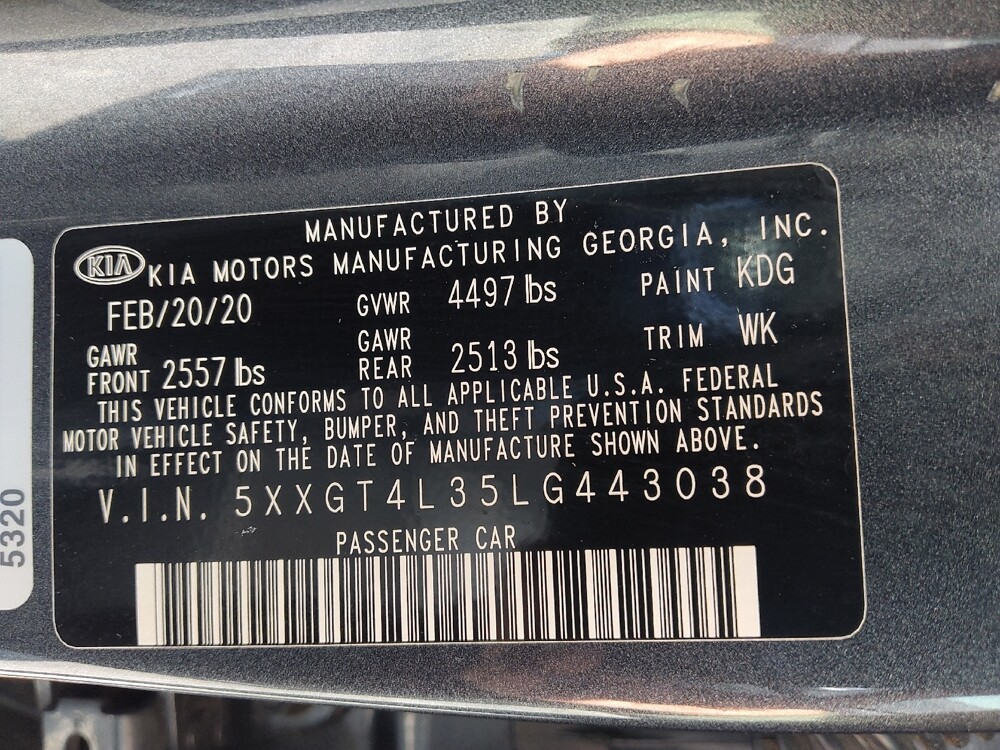 MANUFACTURED BY
KIA KIA MOTORS MANUFACTURING GEORGIA, INC.
FEB/20/20 GVWR 4497 lbs PAINT KDG
GAWR FRONT 2557 lbs GAWR REAR 2513 lbs TRIM WK
THIS VEHICLE CONFORMS TO ALL APPLICABLE U.S.A. FEDERAL
MOTOR VEHICLE SAFETY, BUMPER, AND THEFT PREVENTION STANDARDS
IN EFFECT ON THE DATE OF MANUFACTURE SHOWN ABOVE.
V.I.N. 5XXGT4L35LG443038
PASSENGER CAR
5320